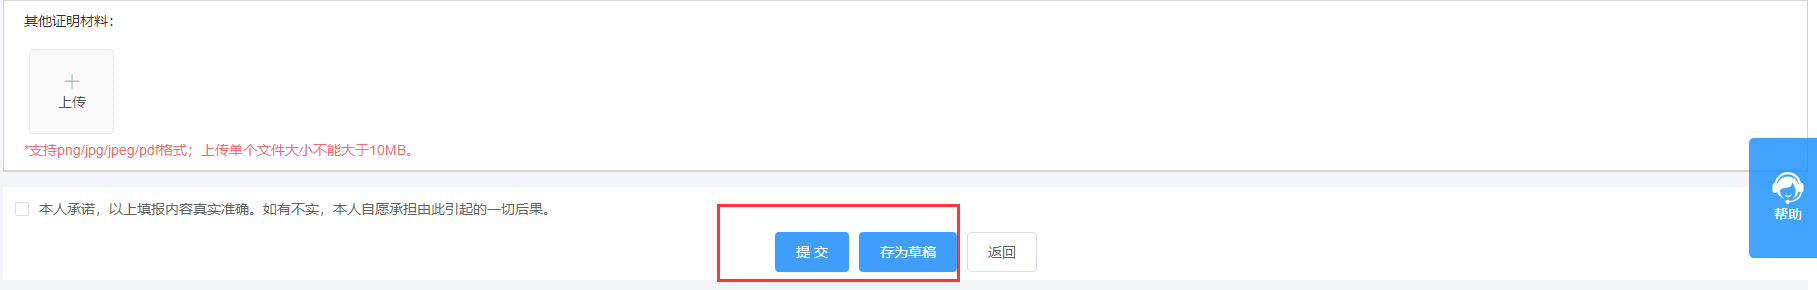 其他证明材料：
上传
*支持png/jpg/jpeg/pdf格式；上传单个文件大小不能大于10MB。
本人承诺，以上填报内容真实准确。如有不实，本人自愿承担由此引起的一切后果。
帮助
提 交 存为草稿 返回